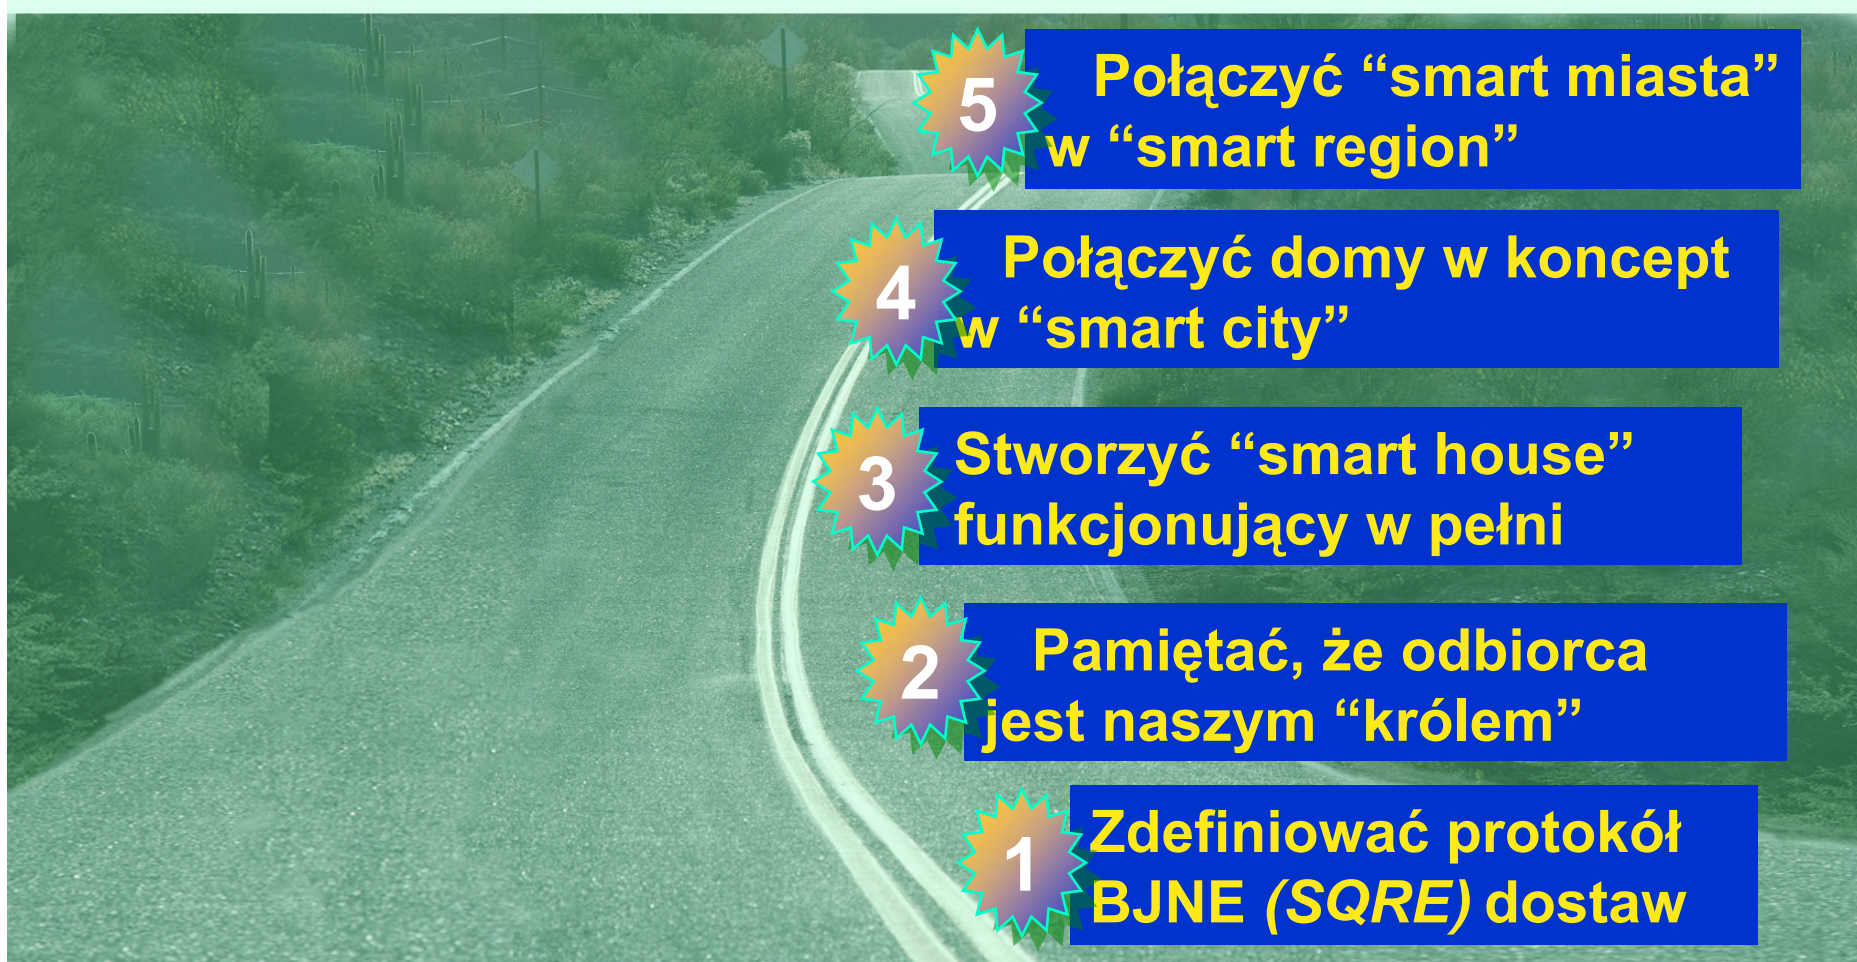 5
Połączyć “smart miasta”
w “smart region”
4
Połączyć domy w koncept
w “smart city”
3
Stworzyć “smart house”
funkcjonujący w pełni
2
Pamiętać, że odbiorca
jest naszym “królem”
1
Zdefiniować protokół
BJNE (SQRE) dostaw